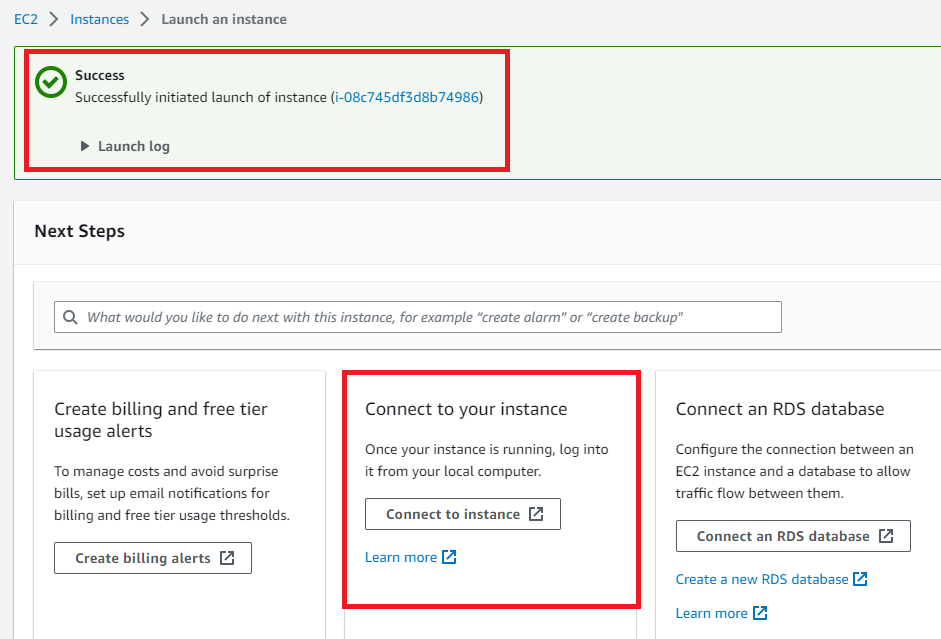 EC2 > Instances > Launch an instance
Success
Successfully initiated launch of instance (i-08c745df3d8b74986)
Launch log
Next Steps
What would you like to do next with this instance, for example “create alarm” or “create backup"
Create billing and free tier
usage alerts
To manage costs and avoid surprise
bills, set up email notifications for
billing and free tier usage thresholds.
Create billing alerts
Connect to your instance
Once your instance is running, log into
it from your local computer.
Connect to instance
Learn more
Connect an RDS database
Configure the connection between an
EC2 instance and a database to allow
traffic flow between them.
Connect an RDS database
Create a new RDS database
Learn more